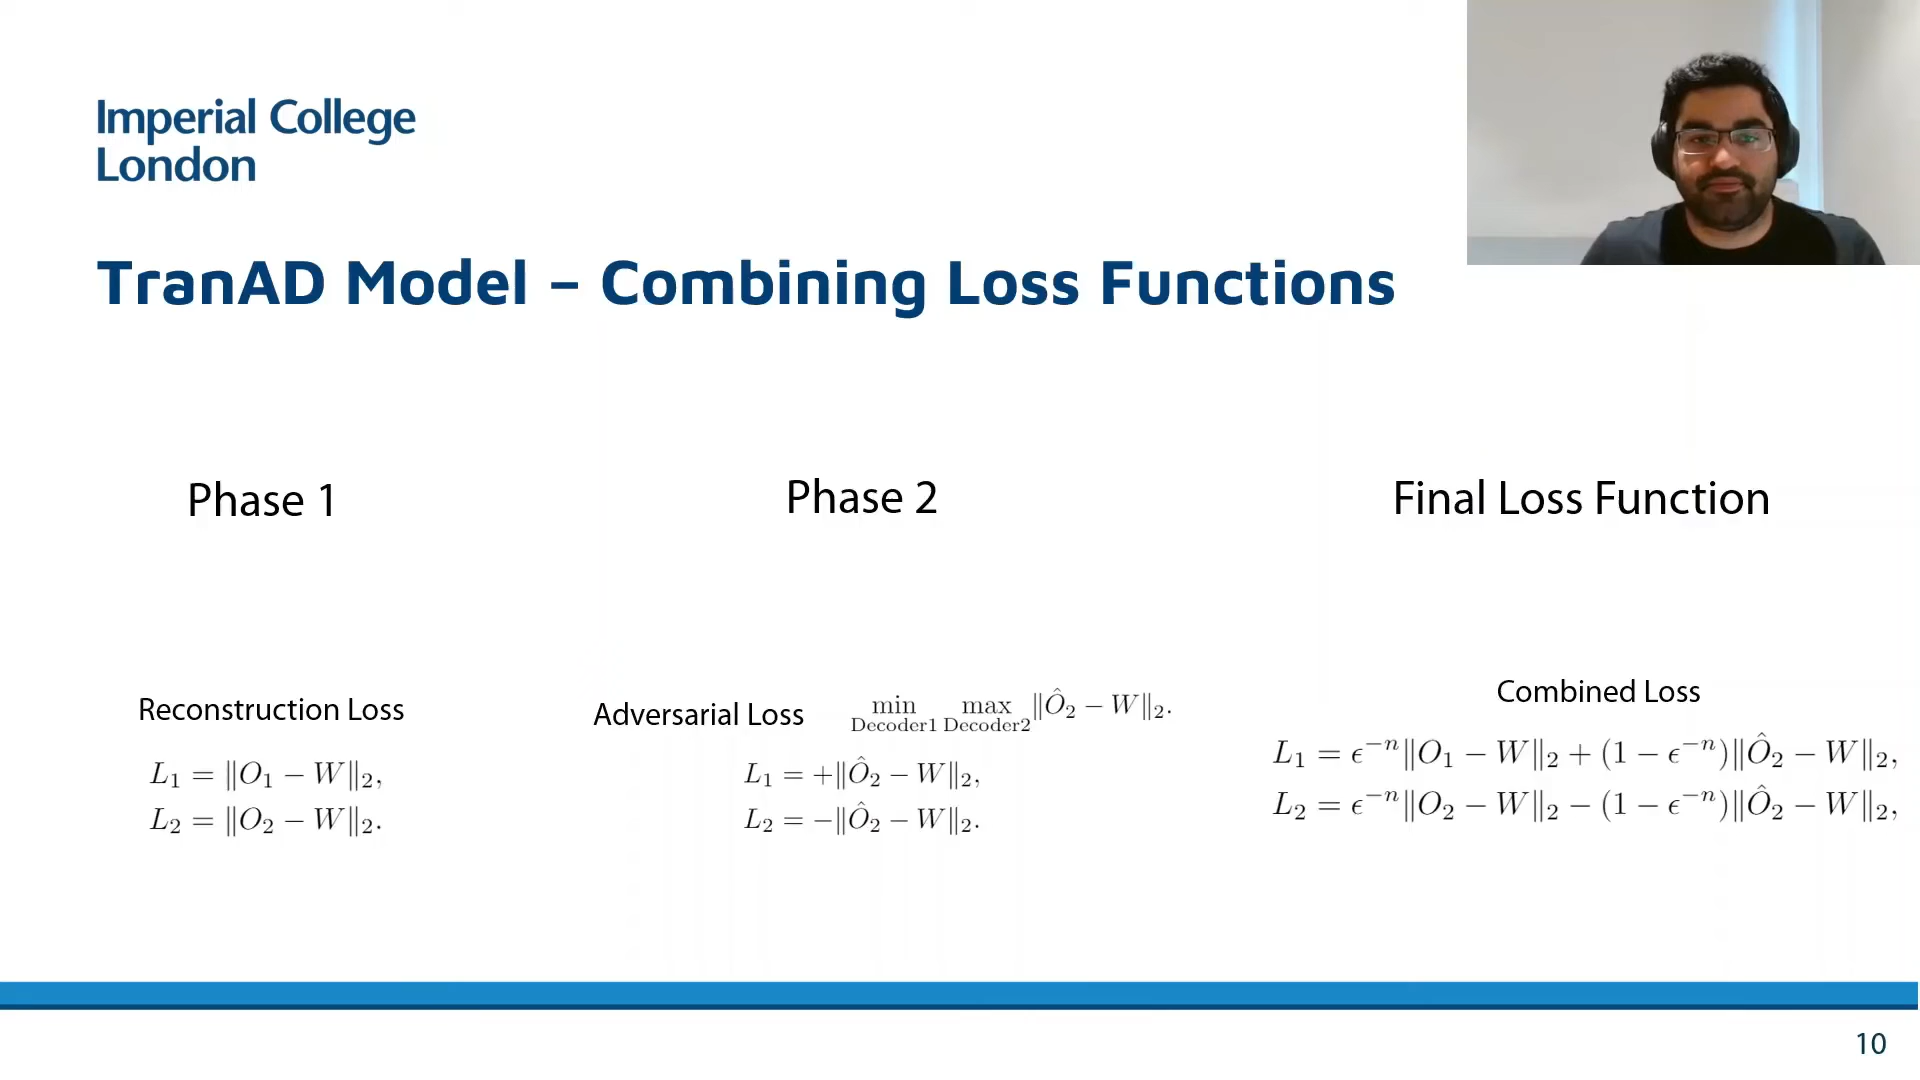 Imperial College
London
TranAD Model – Combining Loss Functions
Phase 1
Reconstruction Loss
L₁ = ‖O₁ − W‖₂,
L₂ = ‖O₂ − W‖₂.
Phase 2
Adversarial Loss min Decoder1 max Decoder2 ‖Ô₂ − W‖₂.
L₁ = +‖Ô₂ − W‖₂,
L₂ = −‖Ô₂ − W‖₂.
Final Loss Function
Combined Loss
L₁ = ϵ⁻ⁿ‖O₁ − W‖₂ + (1 − ϵ⁻ⁿ)‖Ô₂ − W‖₂,
L₂ = ϵ⁻ⁿ‖O₂ − W‖₂ − (1 − ϵ⁻ⁿ)‖Ô₂ − W‖₂,
10